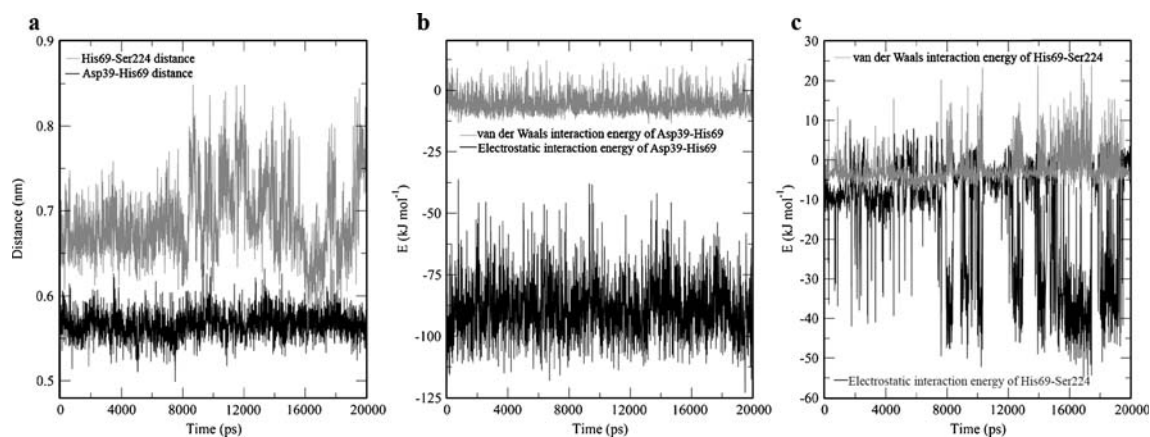 a
0.9
0.8
0.7
0.6
0.5
Distance (nm)
His69-Ser224 distance
Asp39-His69 distance
0 4000 8000 12000 16000 20000
Time (ps)
b
0
-25
-50
-75
-100
-125
E (kJ mol⁻¹)
van der Waals interaction energy of Asp39-His69
Electrostatic interaction energy of Asp39-His69
0 4000 8000 12000 16000 20000
Time (ps)
c
30
20
10
0
-10
-20
-30
-40
-50
-60
E (kJ mol⁻¹)
van der Waals interaction energy of His69-Ser224
Electrostatic interaction energy of His69-Ser224
0 4000 8000 12000 16000 20000
Time (ps)